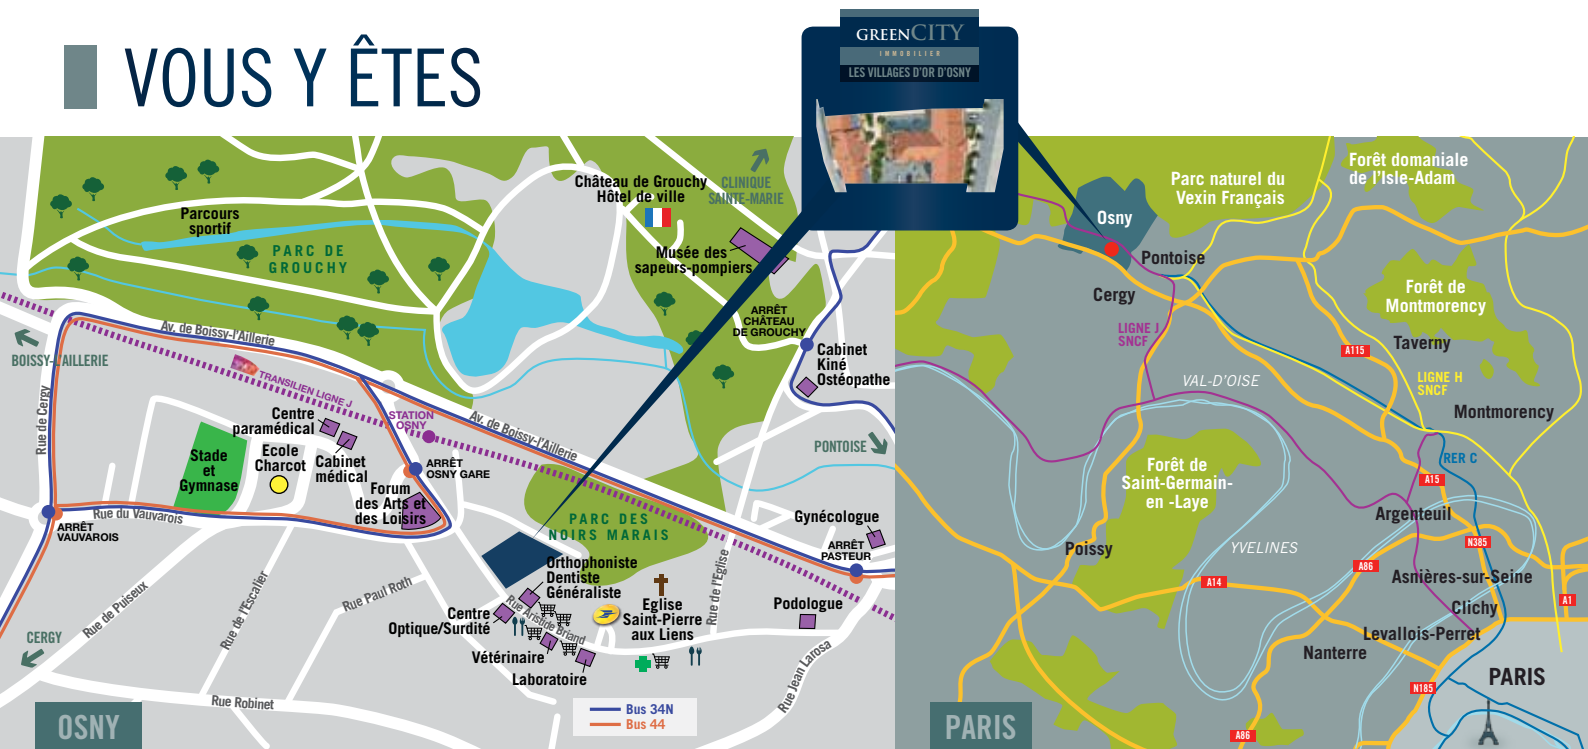 VOUS Y ÊTES
GREENCITY
IMMOBILIER
LES VILLAGES D'OR D'OSNY
Château de Grouchy
Hôtel de ville
CLINIQUE
SAINTE-MARIE
Parcours
sportif
PARC DE
GROUCHY
Musée des
sapeurs-pompiers
ARRÊT
CHÂTEAU
DE GROUCHY
Cabinet
Kiné
Ostéopathe
Av. de Boissy-l'Aillerie
BOISSY-L'AILLERIE
TRANSILIEN LIGNE J
Rue de Cergy
STATION
OSNY
Av. de Boissy-l'Aillerie
PONTOISE
Centre
paramédical
Ecole
Charcot
Cabinet
médical
Stade
et
Gymnase
ARRÊT
OSNY GARE
Forum
des Arts et
des Loisirs
Rue du Vauvarois
ARRÊT
VAUVAROIS
PARC DES
NOIRS MARAIS
Gynécologue
ARRÊT
PASTEUR
Orthophoniste
Dentiste
Généraliste
Rue Aristide Briand
Centre
Optique/Surdité
Eglise
Saint-Pierre
aux Liens
Rue de l'Eglise
Podologue
Vétérinaire
Laboratoire
Rue de Puiseux
Rue de l'Escalier
Rue Paul Roth
CERGY
Rue Robinet
Rue Jean Larosa
Bus 34N
Bus 44
OSNY
Parc naturel du
Vexin Français
Forêt domaniale
de l'Isle-Adam
Osny
Pontoise
Cergy
Forêt de
Montmorency
LIGNE J
SNCF
A115
Taverny
VAL-D'OISE
LIGNE H
SNCF
Montmorency
Forêt de
Saint-Germain-
en -Laye
RER C
A15
Argenteuil
Poissy
YVELINES
N385
A86
A14
Asnières-sur-Seine
A1
Clichy
Levallois-Perret
Nanterre
N185
PARIS
A86
PARIS